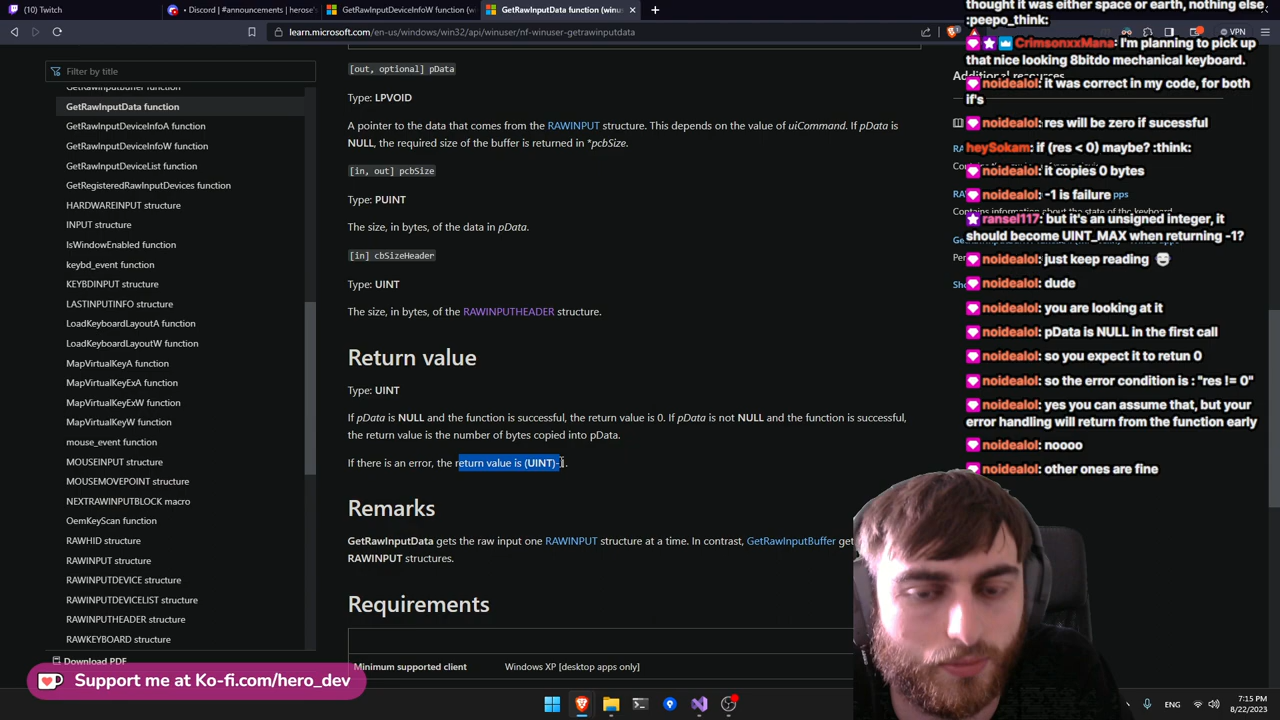 (10) Twitch
Discord | #announcements | herose's
GetRawInputDeviceInfoW function (w
GetRawInputData function (winu
learn.microsoft.com/en-us/windows/win32/api/winuser/nf-winuser-getrawinputdata
VPN
Filter by title
GetRawInputBuffer function
GetRawInputData function
GetRawInputDeviceInfoA function
GetRawInputDeviceInfoW function
GetRawInputDeviceList function
GetRegisteredRawInputDevices function
HARDWAREINPUT structure
INPUT structure
IsWindowEnabled function
keybd_event function
KEYBDINPUT structure
LASTINPUTINFO structure
LoadKeyboardLayoutA function
LoadKeyboardLayoutW function
MapVirtualKeyA function
MapVirtualKeyExA function
MapVirtualKeyExW function
MapVirtualKeyW function
mouse_event function
MOUSEINPUT structure
MOUSEMOVEPOINT structure
NEXTRAWINPUTBLOCK macro
OemKeyScan function
RAWHID structure
RAWINPUT structure
RAWINPUTDEVICE structure
RAWINPUTDEVICELIST structure
RAWINPUTHEADER structure
RAWKEYBOARD structure
Download PDF
[out, optional] pData
Type: LPVOID
A pointer to the data that comes from the RAWINPUT structure. This depends on the value of uiCommand. If pData is
NULL, the required size of the buffer is returned in *pcbSize.
[in, out] pcbSize
Type: PUINT
The size, in bytes, of the data in pData.
[in] cbSizeHeader
Type: UINT
The size, in bytes, of the RAWINPUTHEADER structure.
Return value
Type: UINT
If pData is NULL and the function is successful, the return value is 0. If pData is not NULL and the function is successful,
the return value is the number of bytes copied into pData.
If there is an error, the return value is (UINT)-1.
Remarks
GetRawInputData gets the raw input one RAWINPUT structure at a time. In contrast, GetRawInputBuffer get
RAWINPUT structures.
Requirements
Minimum supported client Windows XP [desktop apps only]
Additional resources
thought it was either space or earth, nothing else
:peepo_think:
CrimsonxxMana: I'm planning to pick up
that nice looking 8bitdo mechanical keyboard.
noidealol: it was correct in my code, for both
if's
noidealol: res will be zero if sucessful
heySokam: if (res < 0) maybe? :think:
noidealol: it copies 0 bytes
noidealol: -1 is failure
pps
Contains information about the state of the keyboard.
ransel117: but it's an unsigned integer, it
should become UINT_MAX when returning -1?
noidealol: just keep reading
noidealol: dude
noidealol: you are looking at it
noidealol: pData is NULL in the first call
noidealol: so you expect it to retun 0
noidealol: so the error condition is : "res != 0"
noidealol: yes you can assume that, but your
error handling will return from the function early
noidealol: noooo
noidealol: other ones are fine
Support me at Ko-fi.com/hero_dev
ENG
7:15 PM
8/22/2023